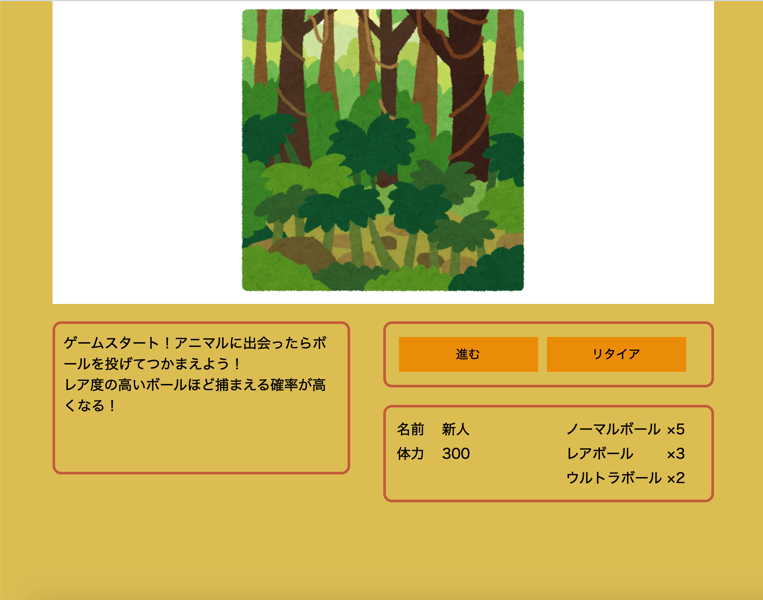 ゲームスタート！アニマルに出会ったらボ
ールを投げてつかまえよう！
レア度の高いボールほど捕まえる確率が高
くなる！
進む
リタイア
名前 新人
体力 300
ノーマルボール ×5
レアボール ×3
ウルトラボール ×2